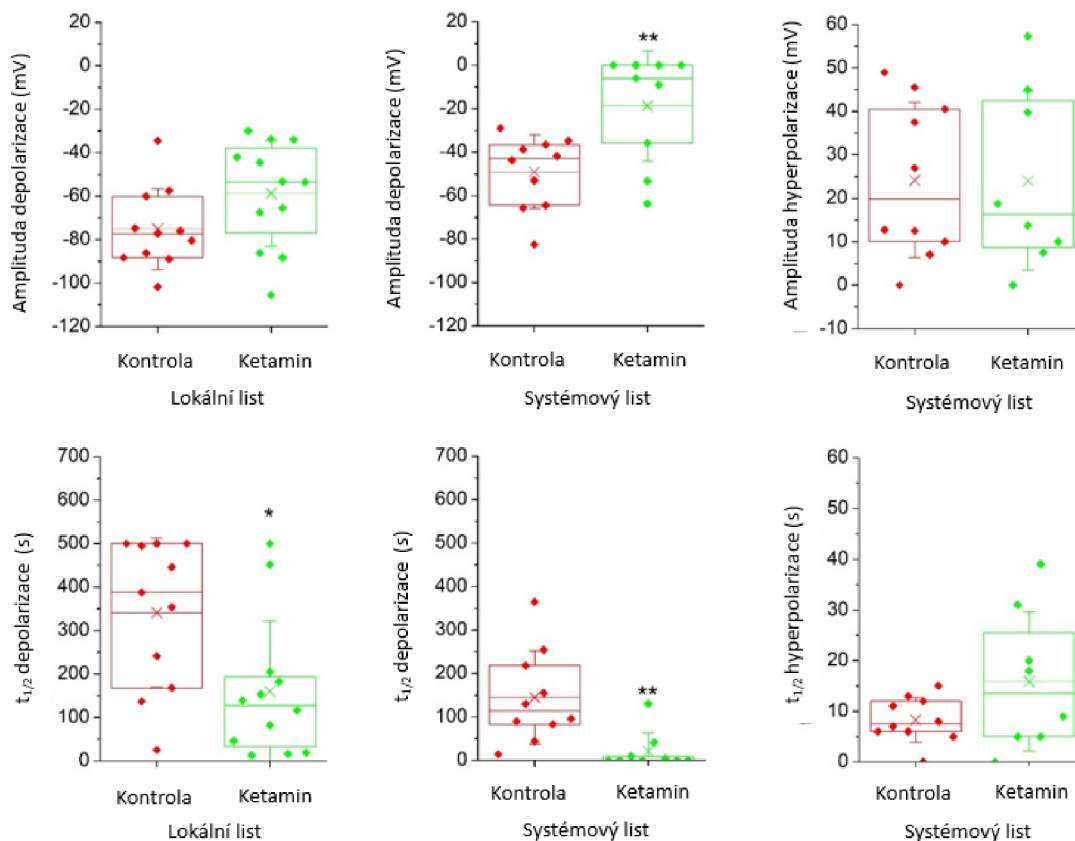 Amplituda depolarizace (mV)
20
0
-20
-40
-60
-80
-100
-120
Kontrola Ketamin
Lokální list
Amplituda depolarizace (mV)
**
20
0
-20
-40
-60
-80
-100
-120
Kontrola Ketamin
Systémový list
Amplituda hyperpolarizace (mV)
60
50
40
30
20
10
0
-10
Kontrola Ketamin
Systémový list
t1/2 depolarizace (s)
*
700
600
500
400
300
200
100
0
Kontrola Ketamin
Lokální list
t1/2 depolarizace (s)
**
700
600
500
400
300
200
100
0
Kontrola Ketamin
Systémový list
t1/2 hyperpolarizace (s)
60
50
40
30
20
10
0
Kontrola Ketamin
Systémový list